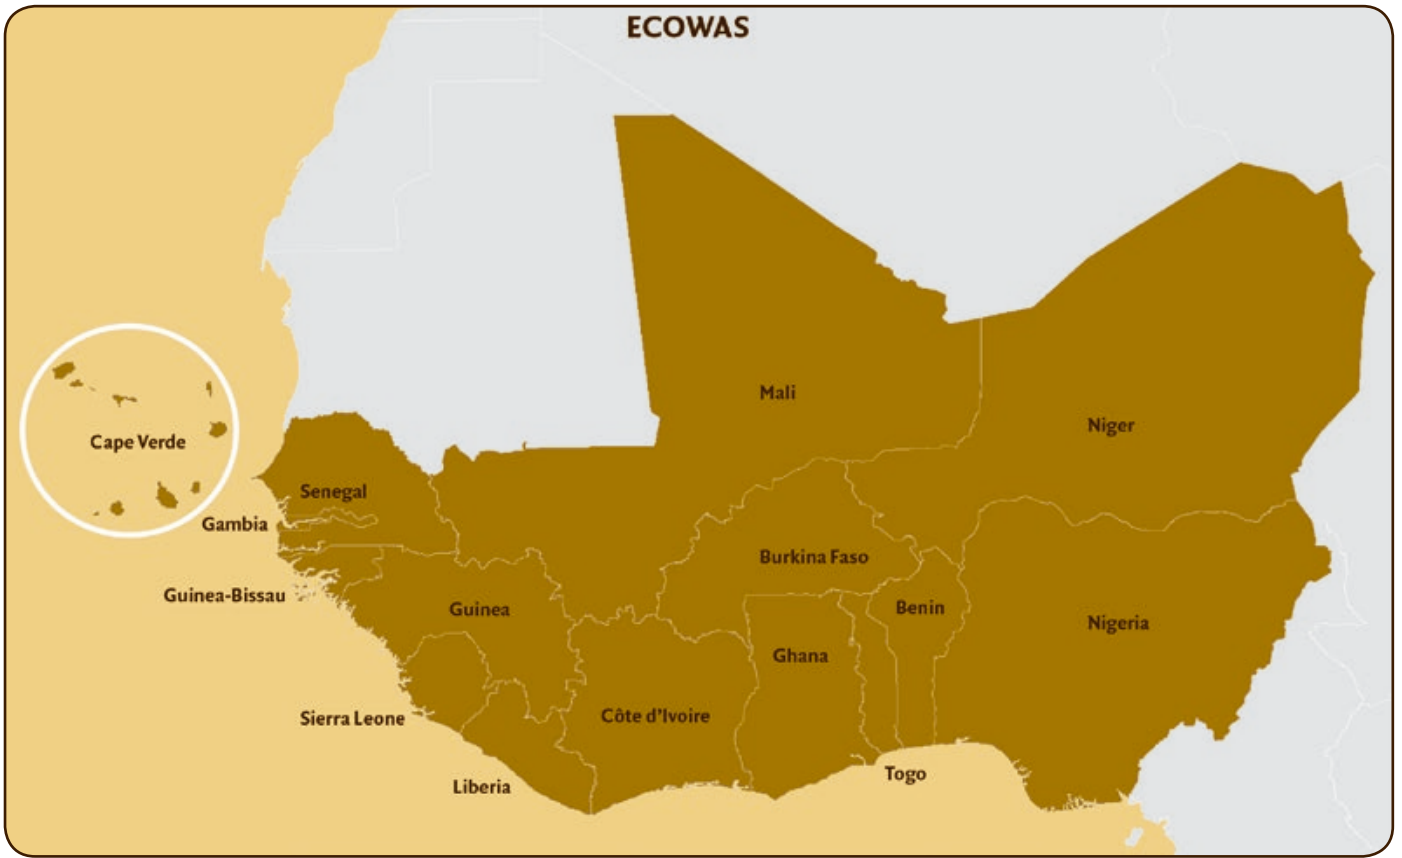 ECOWAS
Mali
Niger
Cape Verde
Senegal
Gambia
Burkina Faso
Guinea-Bissau
Guinea
Benin
Nigeria
Ghana
Sierra Leone
Côte d'Ivoire
Togo
Liberia